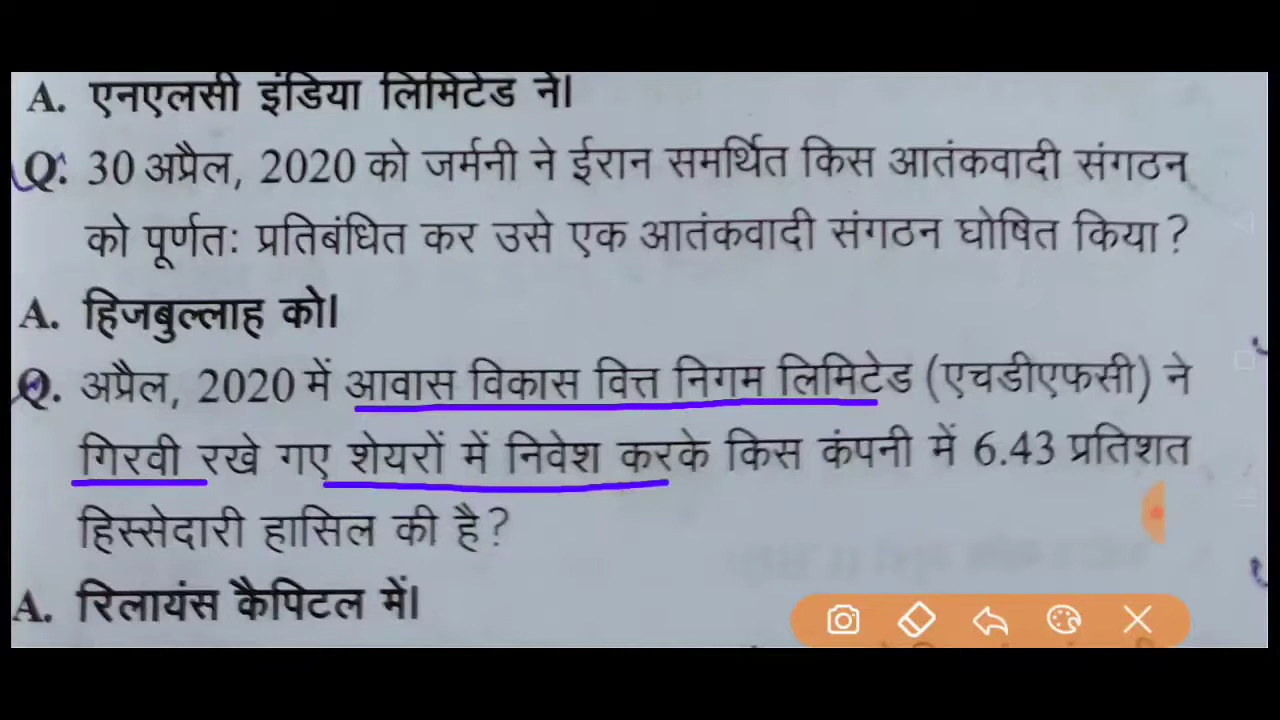 A. एनएलसी इंडिया लिमिटेड ने।
Q. 30 अप्रैल, 2020 को जर्मनी ने ईरान समर्थित किस आतंकवादी संगठन
को पूर्णतः प्रतिबंधित कर उसे एक आतंकवादी संगठन घोषित किया?
A. हिजबुल्लाह को।
Q. अप्रैल, 2020 में आवास विकास वित्त निगम लिमिटेड (एचडीएफसी) ने
गिरवी रखे गए शेयरों में निवेश करके किस कंपनी में 6.43 प्रतिशत
हिस्सेदारी हासिल की है?
A. रिलायंस कैपिटल में।